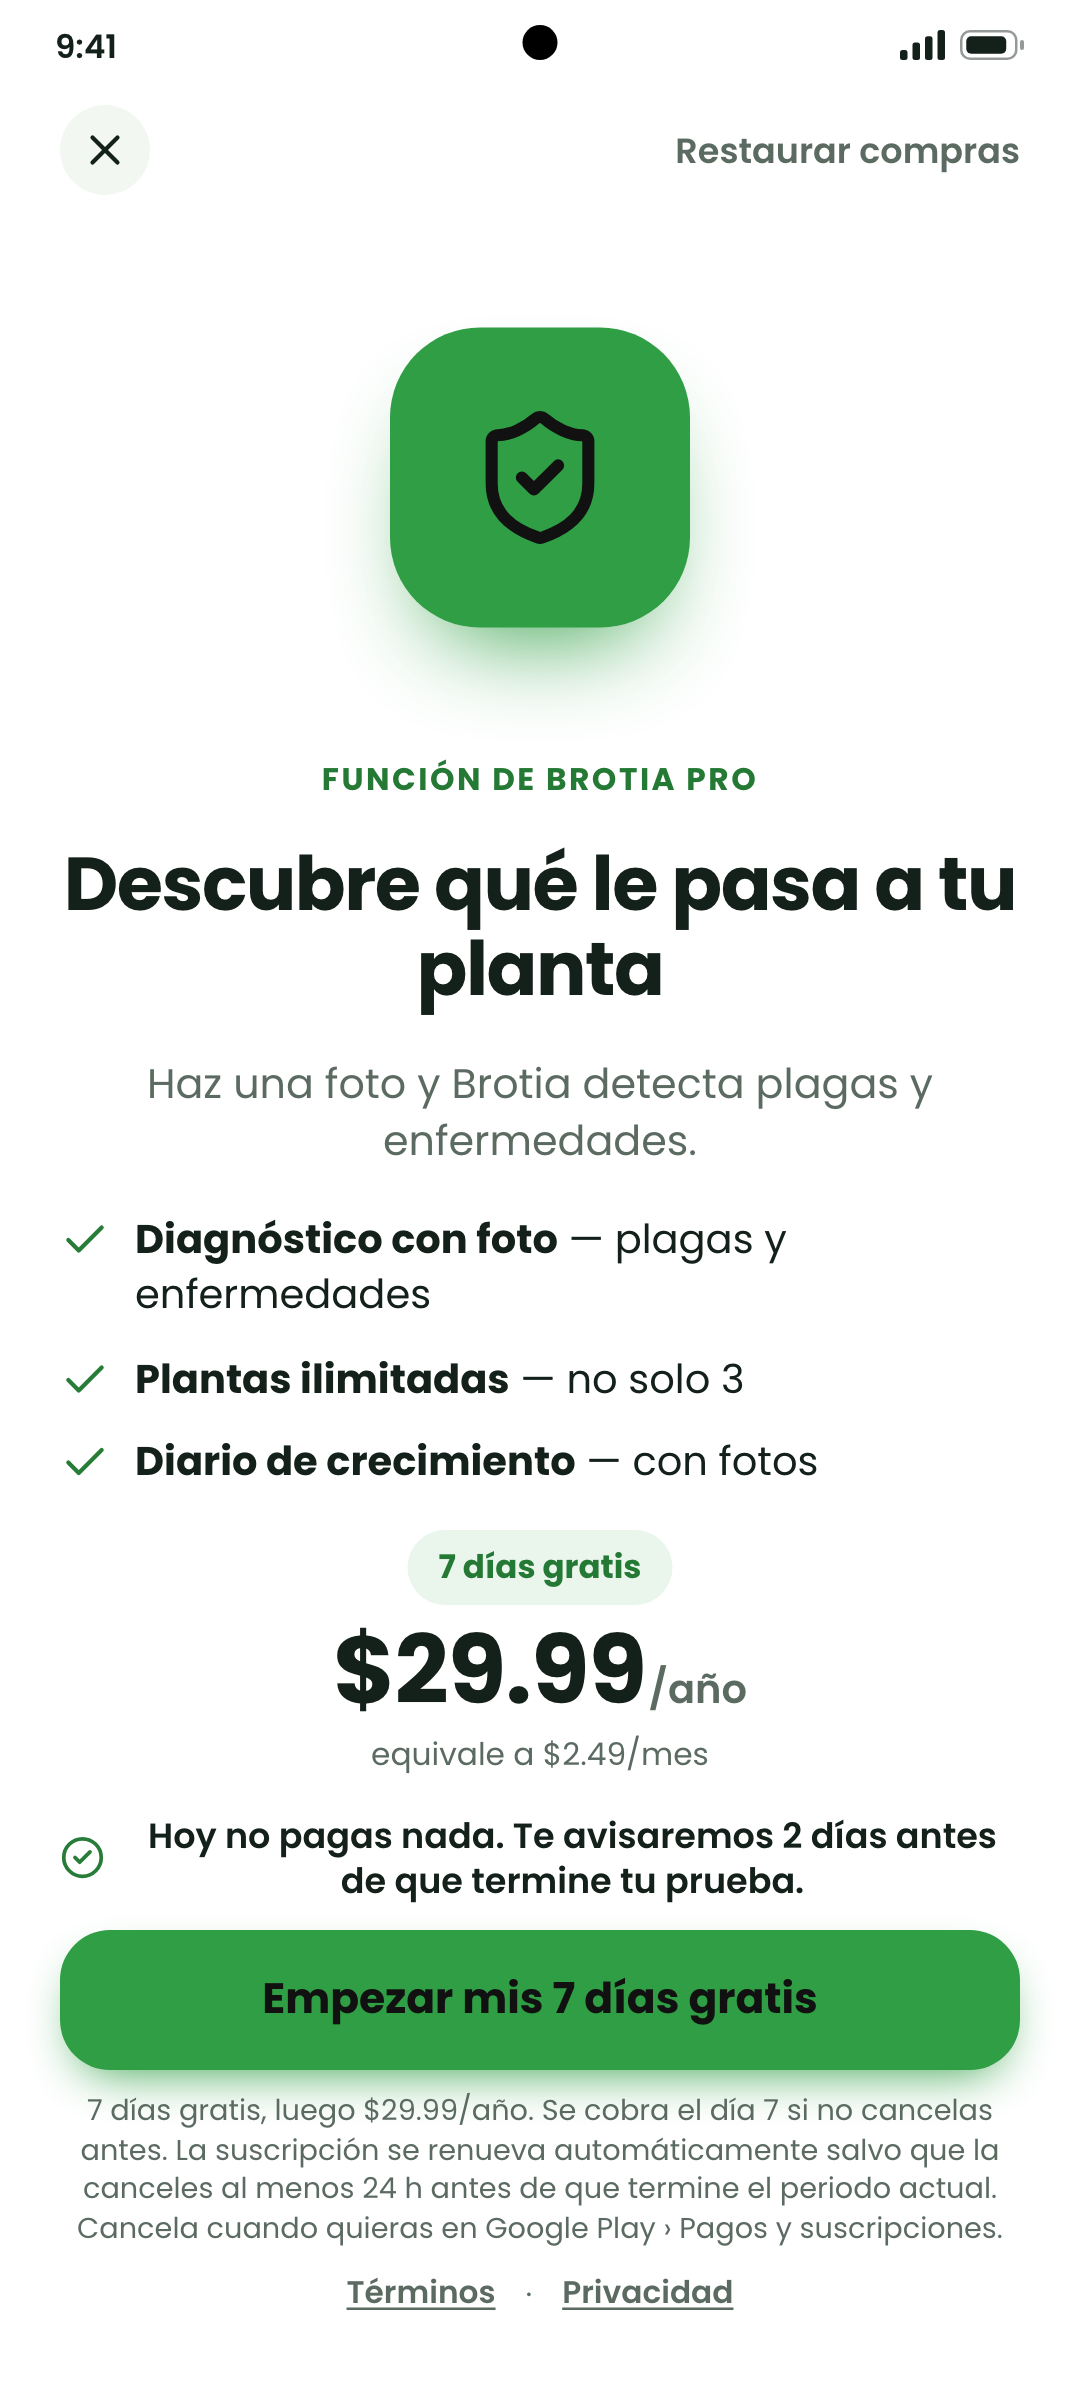 9:41
Restaurar compras
FUNCIÓN DE BROTIA PRO
Descubre qué le pasa a tu
planta
Haz una foto y Brotia detecta plagas y
enfermedades.
Diagnóstico con foto — plagas y
enfermedades
Plantas ilimitadas — no solo 3
Diario de crecimiento — con fotos
7 días gratis
$29.99/año
equivale a $2.49/mes
Hoy no pagas nada. Te avisaremos 2 días antes
de que termine tu prueba.
Empezar mis 7 días gratis
7 días gratis, luego $29.99/año. Se cobra el día 7 si no cancelas
antes. La suscripción se renueva automáticamente salvo que la
canceles al menos 24 h antes de que termine el periodo actual.
Cancela cuando quieras en Google Play › Pagos y suscripciones.
Términos · Privacidad